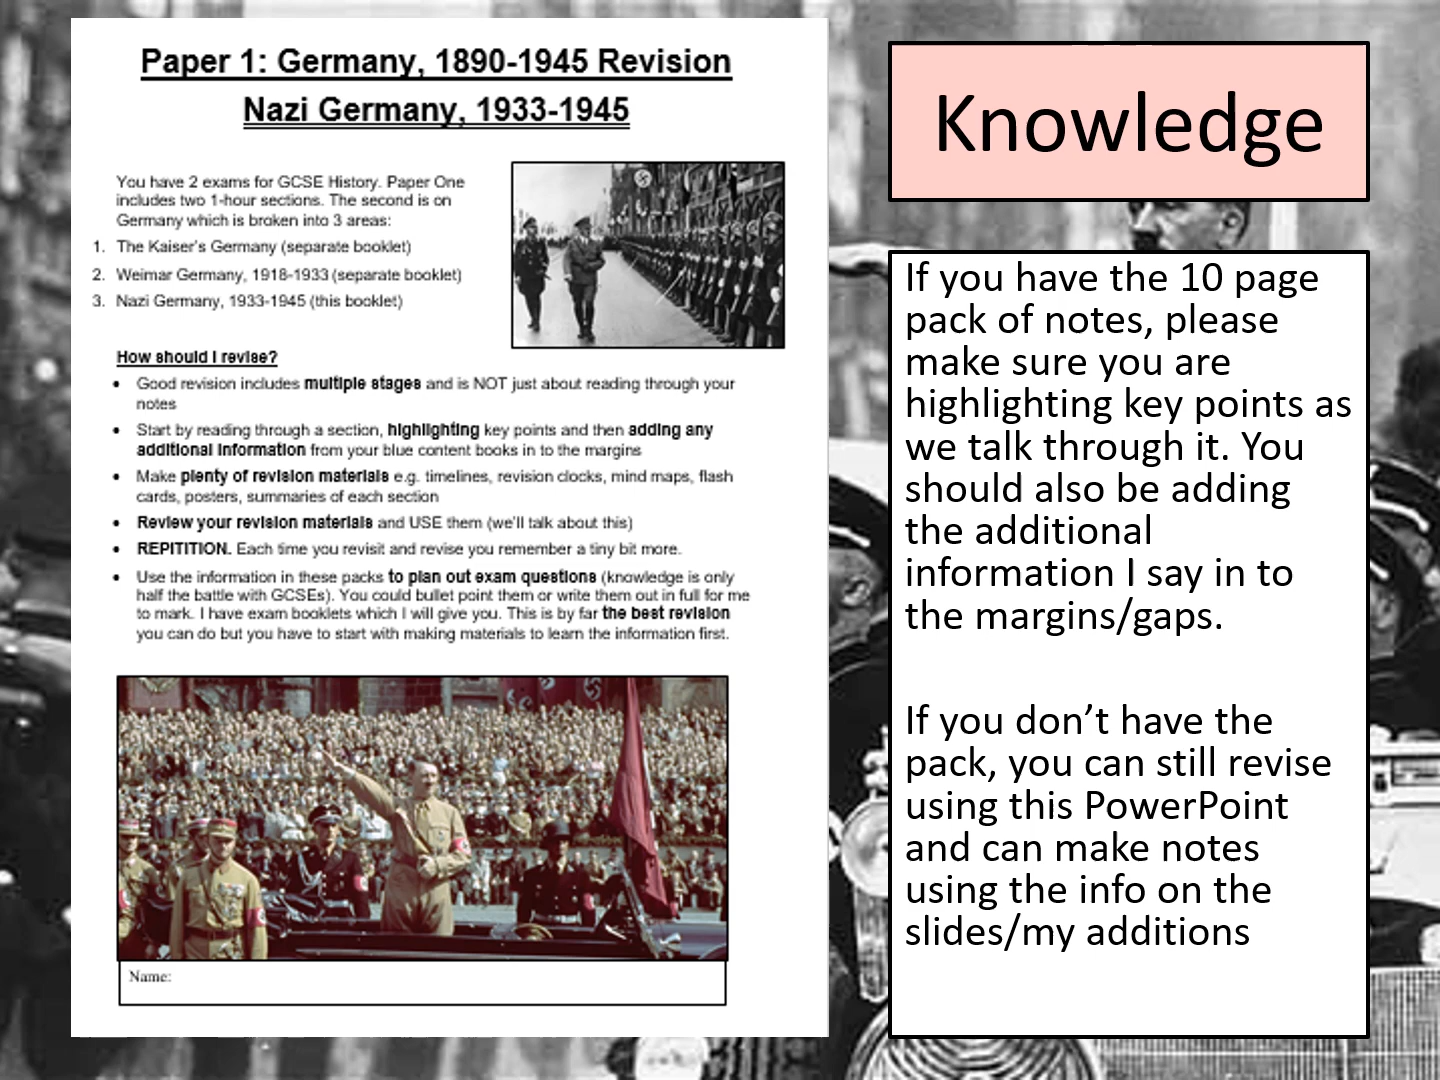 Paper 1: Germany, 1890-1945 Revision
Nazi Germany, 1933-1945
You have 2 exams for GCSE History. Paper One
includes two 1-hour sections. The second is on
Germany which is broken into 3 areas:
1. The Kaiser's Germany (separate booklet)
2. Weimar Germany, 1918-1933 (separate booklet)
3. Nazi Germany, 1933-1945 (this booklet)
How should I revise?
• Good revision includes multiple stages and is NOT just about reading through your
notes
• Start by reading through a section, highlighting key points and then adding any
additional information from your blue content books in to the margins
• Make plenty of revision materials e.g. timelines, revision clocks, mind maps, flash
cards, posters, summaries of each section
• Review your revision materials and USE them (we'll talk about this)
• REPITITION. Each time you revisit and revise you remember a tiny bit more.
• Use the information in these packs to plan out exam questions (knowledge is only
half the battle with GCSEs). You could bullet point them or write them out in full for me
to mark. I have exam booklets which I will give you. This is by far the best revision
you can do but you have to start with making materials to learn the information first.
Name:
Knowledge
If you have the 10 page
pack of notes, please
make sure you are
highlighting key points as
we talk through it. You
should also be adding
the additional
information I say in to
the margins/gaps.
If you don't have the
pack, you can still revise
using this PowerPoint
and can make notes
using the info on the
slides/my additions